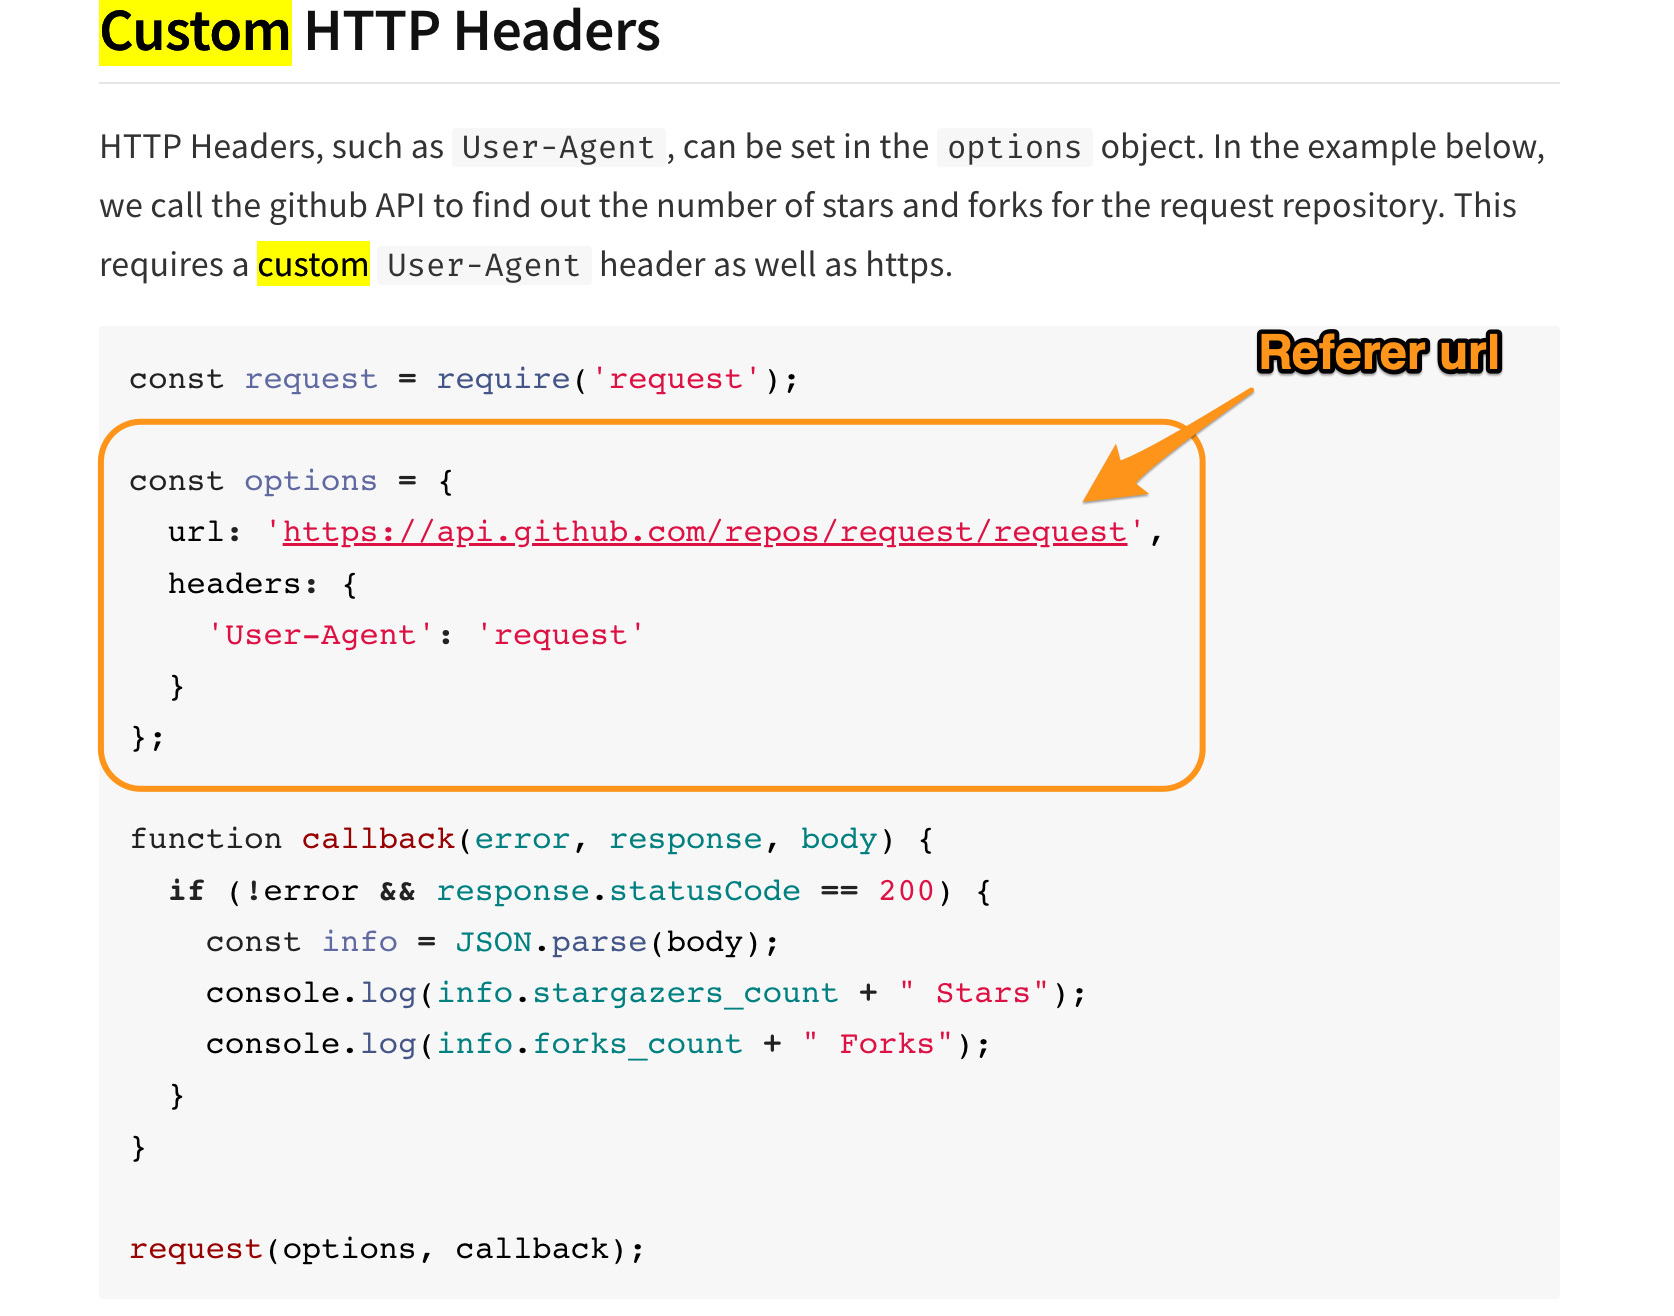 Custom HTTP Headers
HTTP Headers, such as User-Agent, can be set in the options object. In the example below,
we call the github API to find out the number of stars and forks for the request repository. This
requires a custom User-Agent header as well as https.
Referer url
const request = require('request');
const options = {
  url: 'https://api.github.com/repos/request/request',
  headers: {
    'User-Agent': 'request'
  }
};
function callback(error, response, body) {
  if (!error && response.statusCode == 200) {
    const info = JSON.parse(body);
    console.log(info.stargazers_count + " Stars");
    console.log(info.forks_count + " Forks");
  }
}
request(options, callback);